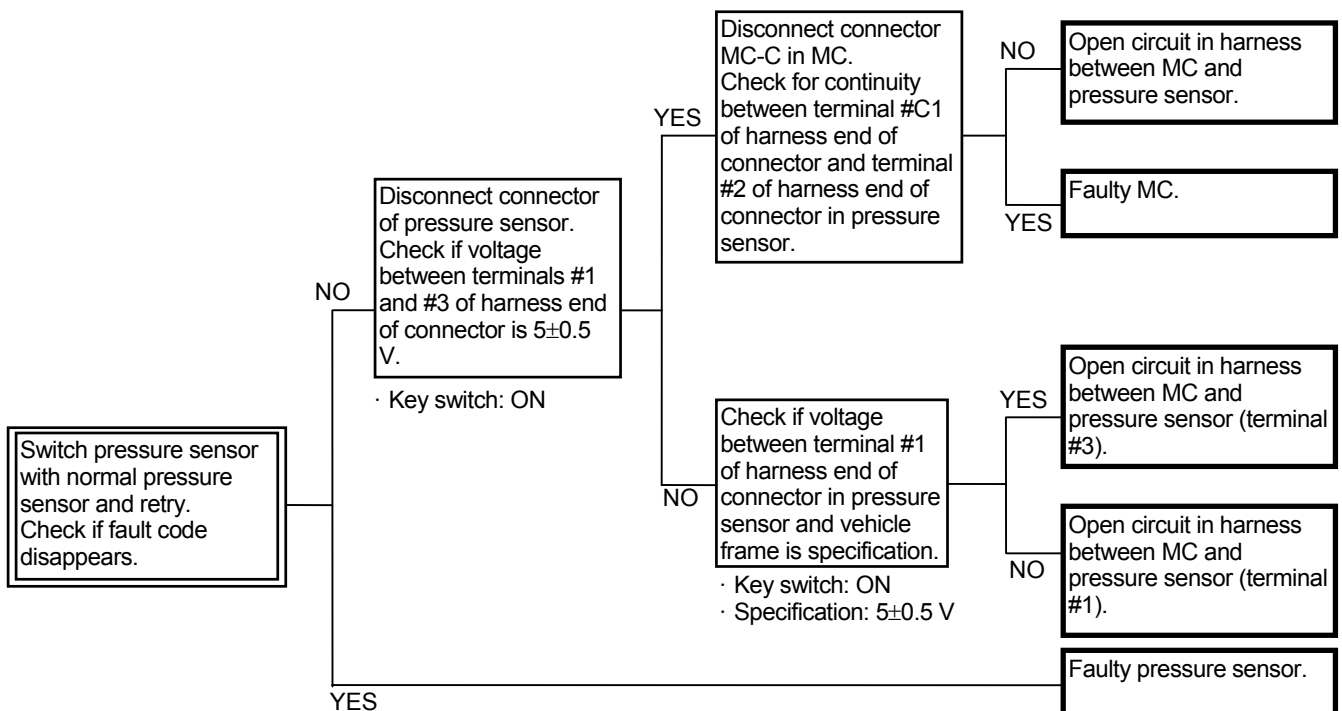 Switch pressure sensor
with normal pressure
sensor and retry.
Check if fault code
disappears.
NO
YES
Disconnect connector
of pressure sensor.
Check if voltage
between terminals #1
and #3 of harness end
of connector is 5±0.5
V.
· Key switch: ON
YES
NO
Disconnect connector
MC-C in MC.
Check for continuity
between terminal #C1
of harness end of
connector and terminal
#2 of harness end of
connector in pressure
sensor.
NO
YES
Open circuit in harness
between MC and
pressure sensor.
Faulty MC.
Check if voltage
between terminal #1
of harness end of
connector in pressure
sensor and vehicle
frame is specification.
· Key switch: ON
· Specification: 5±0.5 V
YES
NO
Open circuit in harness
between MC and
pressure sensor (terminal
#3).
Open circuit in harness
between MC and
pressure sensor (terminal
#1).
Faulty pressure sensor.